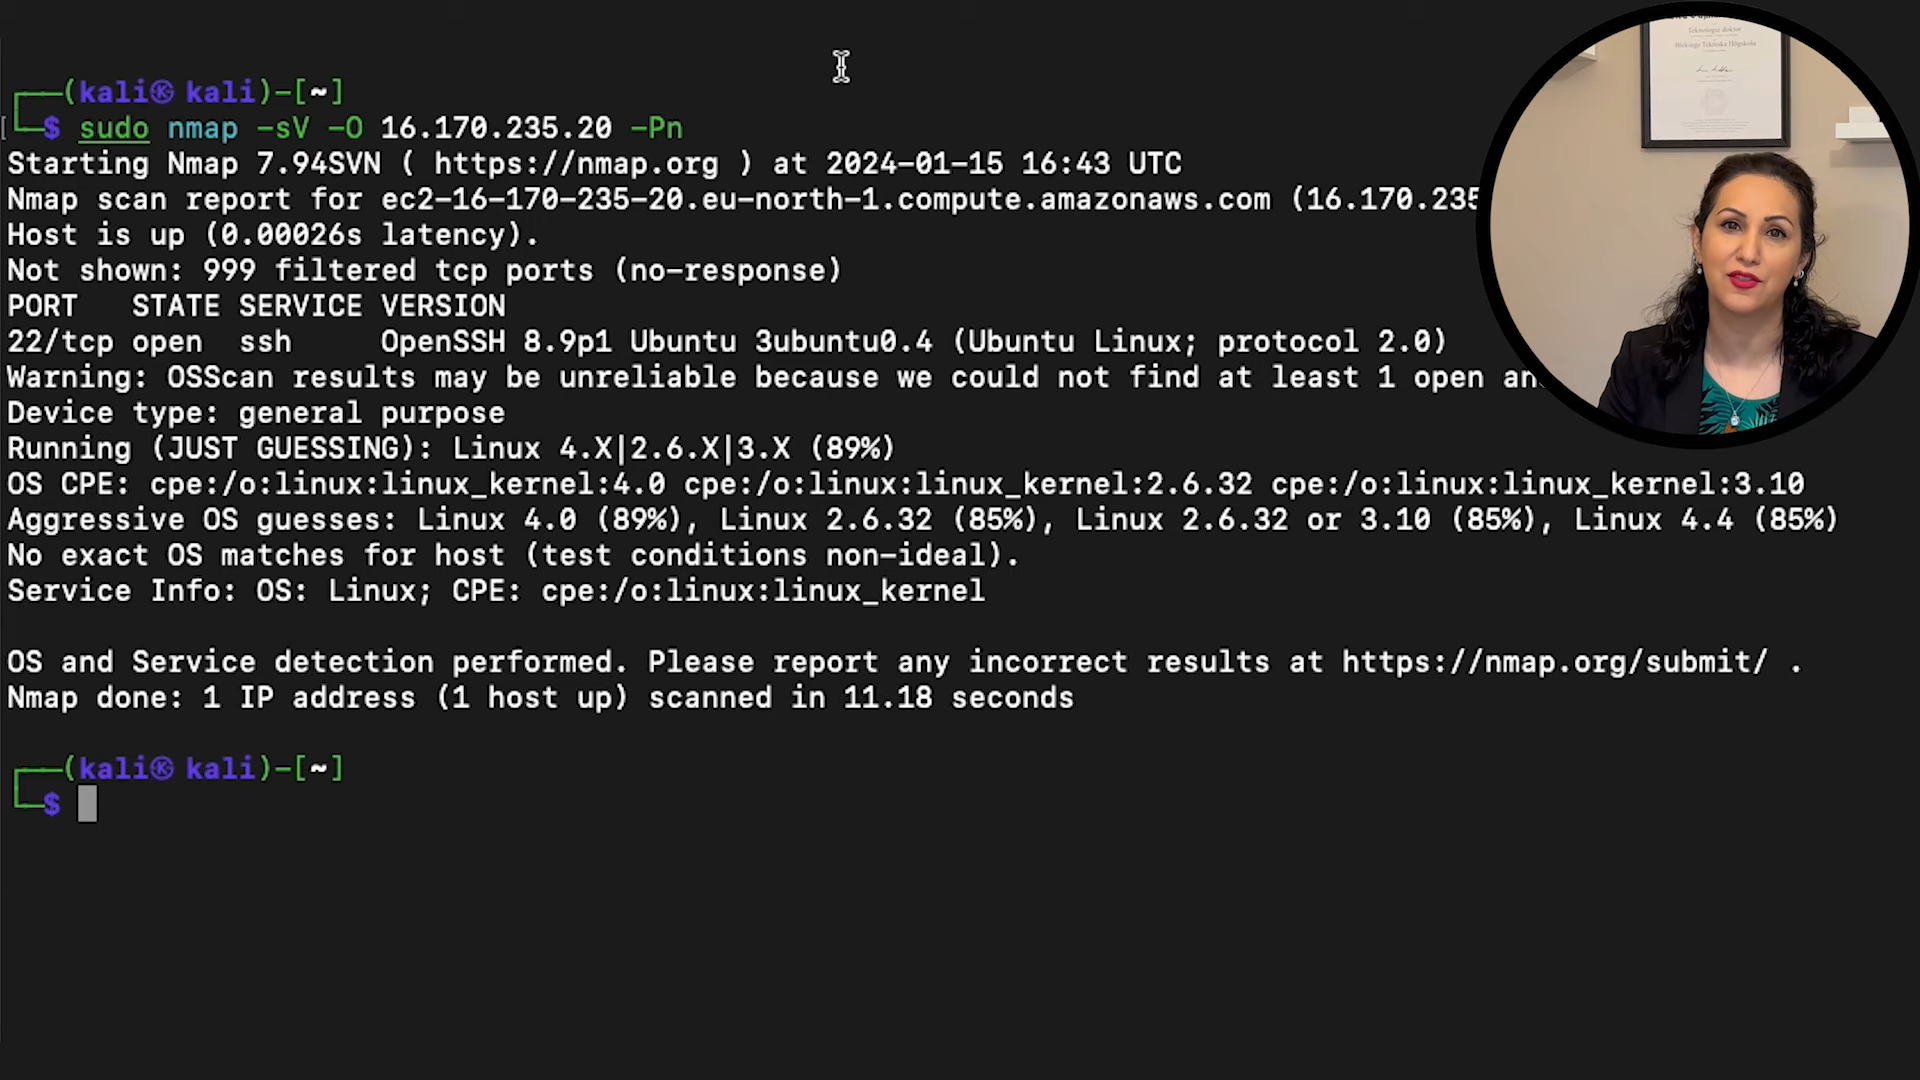 (kali㉿ kali)-[~]
$ sudo nmap -sV -O 16.170.235.20 -Pn
Starting Nmap 7.94SVN ( https://nmap.org ) at 2024-01-15 16:43 UTC
Nmap scan report for ec2-16-170-235-20.eu-north-1.compute.amazonaws.com (16.170.235
Host is up (0.00026s latency).
Not shown: 999 filtered tcp ports (no-response)
PORT   STATE SERVICE VERSION
22/tcp open  ssh     OpenSSH 8.9p1 Ubuntu 3ubuntu0.4 (Ubuntu Linux; protocol 2.0)
Warning: OSScan results may be unreliable because we could not find at least 1 open
Device type: general purpose
Running (JUST GUESSING): Linux 4.X|2.6.X|3.X (89%)
OS CPE: cpe:/o:linux:linux_kernel:4.0 cpe:/o:linux:linux_kernel:2.6.32 cpe:/o:linux:linux_kernel:3.10
Aggressive OS guesses: Linux 4.0 (89%), Linux 2.6.32 (85%), Linux 2.6.32 or 3.10 (85%), Linux 4.4 (85%)
No exact OS matches for host (test conditions non-ideal).
Service Info: OS: Linux; CPE: cpe:/o:linux:linux_kernel
OS and Service detection performed. Please report any incorrect results at https://nmap.org/submit/ .
Nmap done: 1 IP address (1 host up) scanned in 11.18 seconds
(kali㉿ kali)-[~]
$
Teknologie doktor
Blekinge Tekniska Högskola